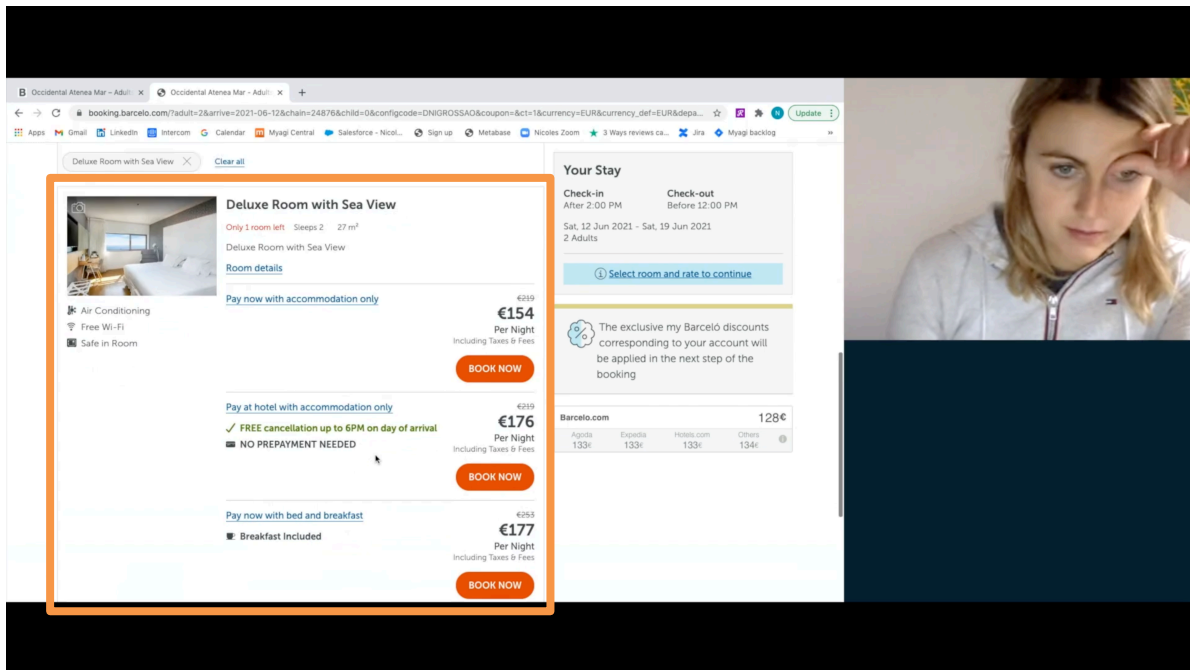 B Occidental Atenea Mar – Adult
Occidental Atenea Mar - Adult
booking.barcelo.com/?adult=2&arrive=2021-06-12&chain=24876&child=0&configcode=DNIGROSSAO&coupon=&ct=1&currency=EUR&currency_def=EUR&depa...
Update
Apps Gmail LinkedIn Intercom Calendar Myagi Central Salesforce - Nicol... Sign up Metabase Nicoles Zoom 3 Ways reviews ca... Jira Myagi backlog »
Deluxe Room with Sea View
Clear all
Deluxe Room with Sea View
Only 1 room left Sleeps 2 27 m²
Deluxe Room with Sea View
Room details
Air Conditioning
Free Wi-Fi
Safe in Room
Pay now with accommodation only
€219
€154
Per Night
Including Taxes & Fees
BOOK NOW
Pay at hotel with accommodation only
FREE cancellation up to 6PM on day of arrival
NO PREPAYMENT NEEDED
€219
€176
Per Night
Including Taxes & Fees
BOOK NOW
Pay now with bed and breakfast
Breakfast Included
€253
€177
Per Night
Including Taxes & Fees
BOOK NOW
Your Stay
Check-in Check-out
After 2:00 PM Before 12:00 PM
Sat, 12 Jun 2021 - Sat, 19 Jun 2021
2 Adults
Select room and rate to continue
The exclusive my Barceló discounts
corresponding to your account will
be applied in the next step of the
booking
Barcelo.com 128€
Agoda Expedia Hotels.com Others
133€ 133€ 133€ 134€